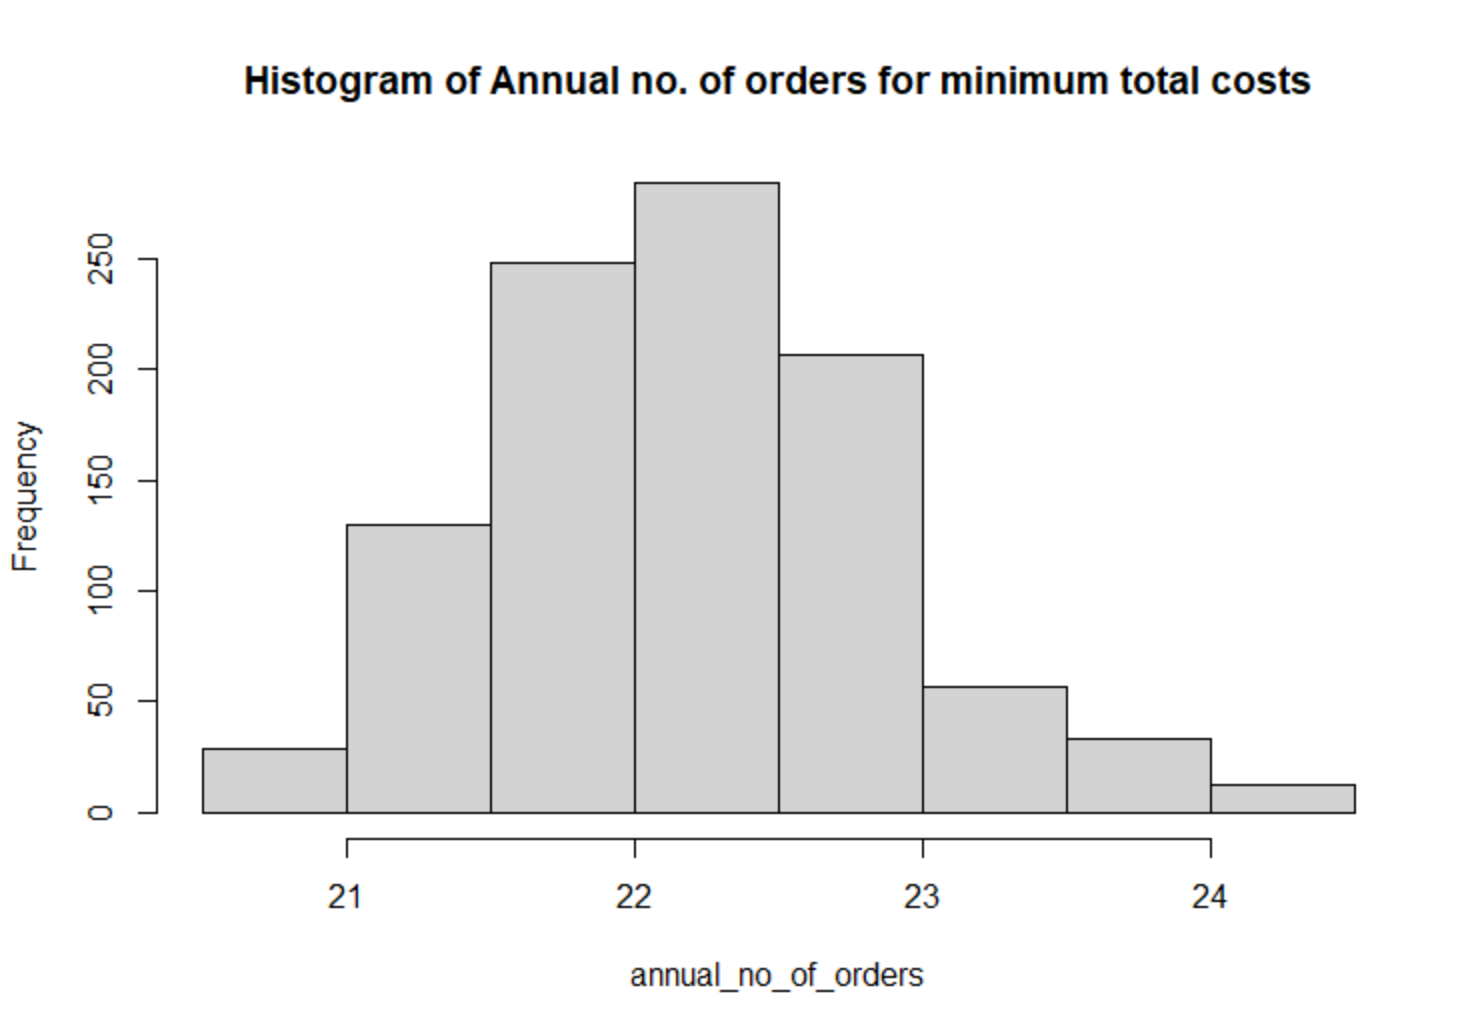 Histogram of Annual no. of orders for minimum total costs
Frequency
250
200
150
100
50
0
21 22 23 24
annual_no_of_orders